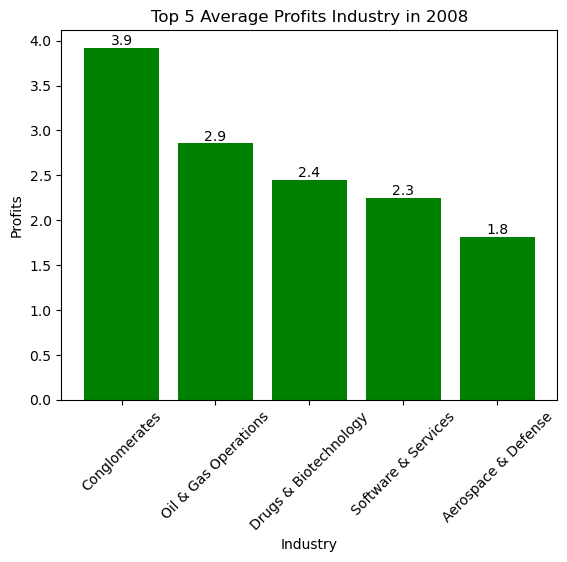 Top 5 Average Profits Industry in 2008
Profits
4.0
3.5
3.0
2.5
2.0
1.5
1.0
0.5
0.0
3.9
2.9
2.4
2.3
1.8
Conglomerates
Oil & Gas Operations
Drugs & Biotechnology
Software & Services
Aerospace & Defense
Industry